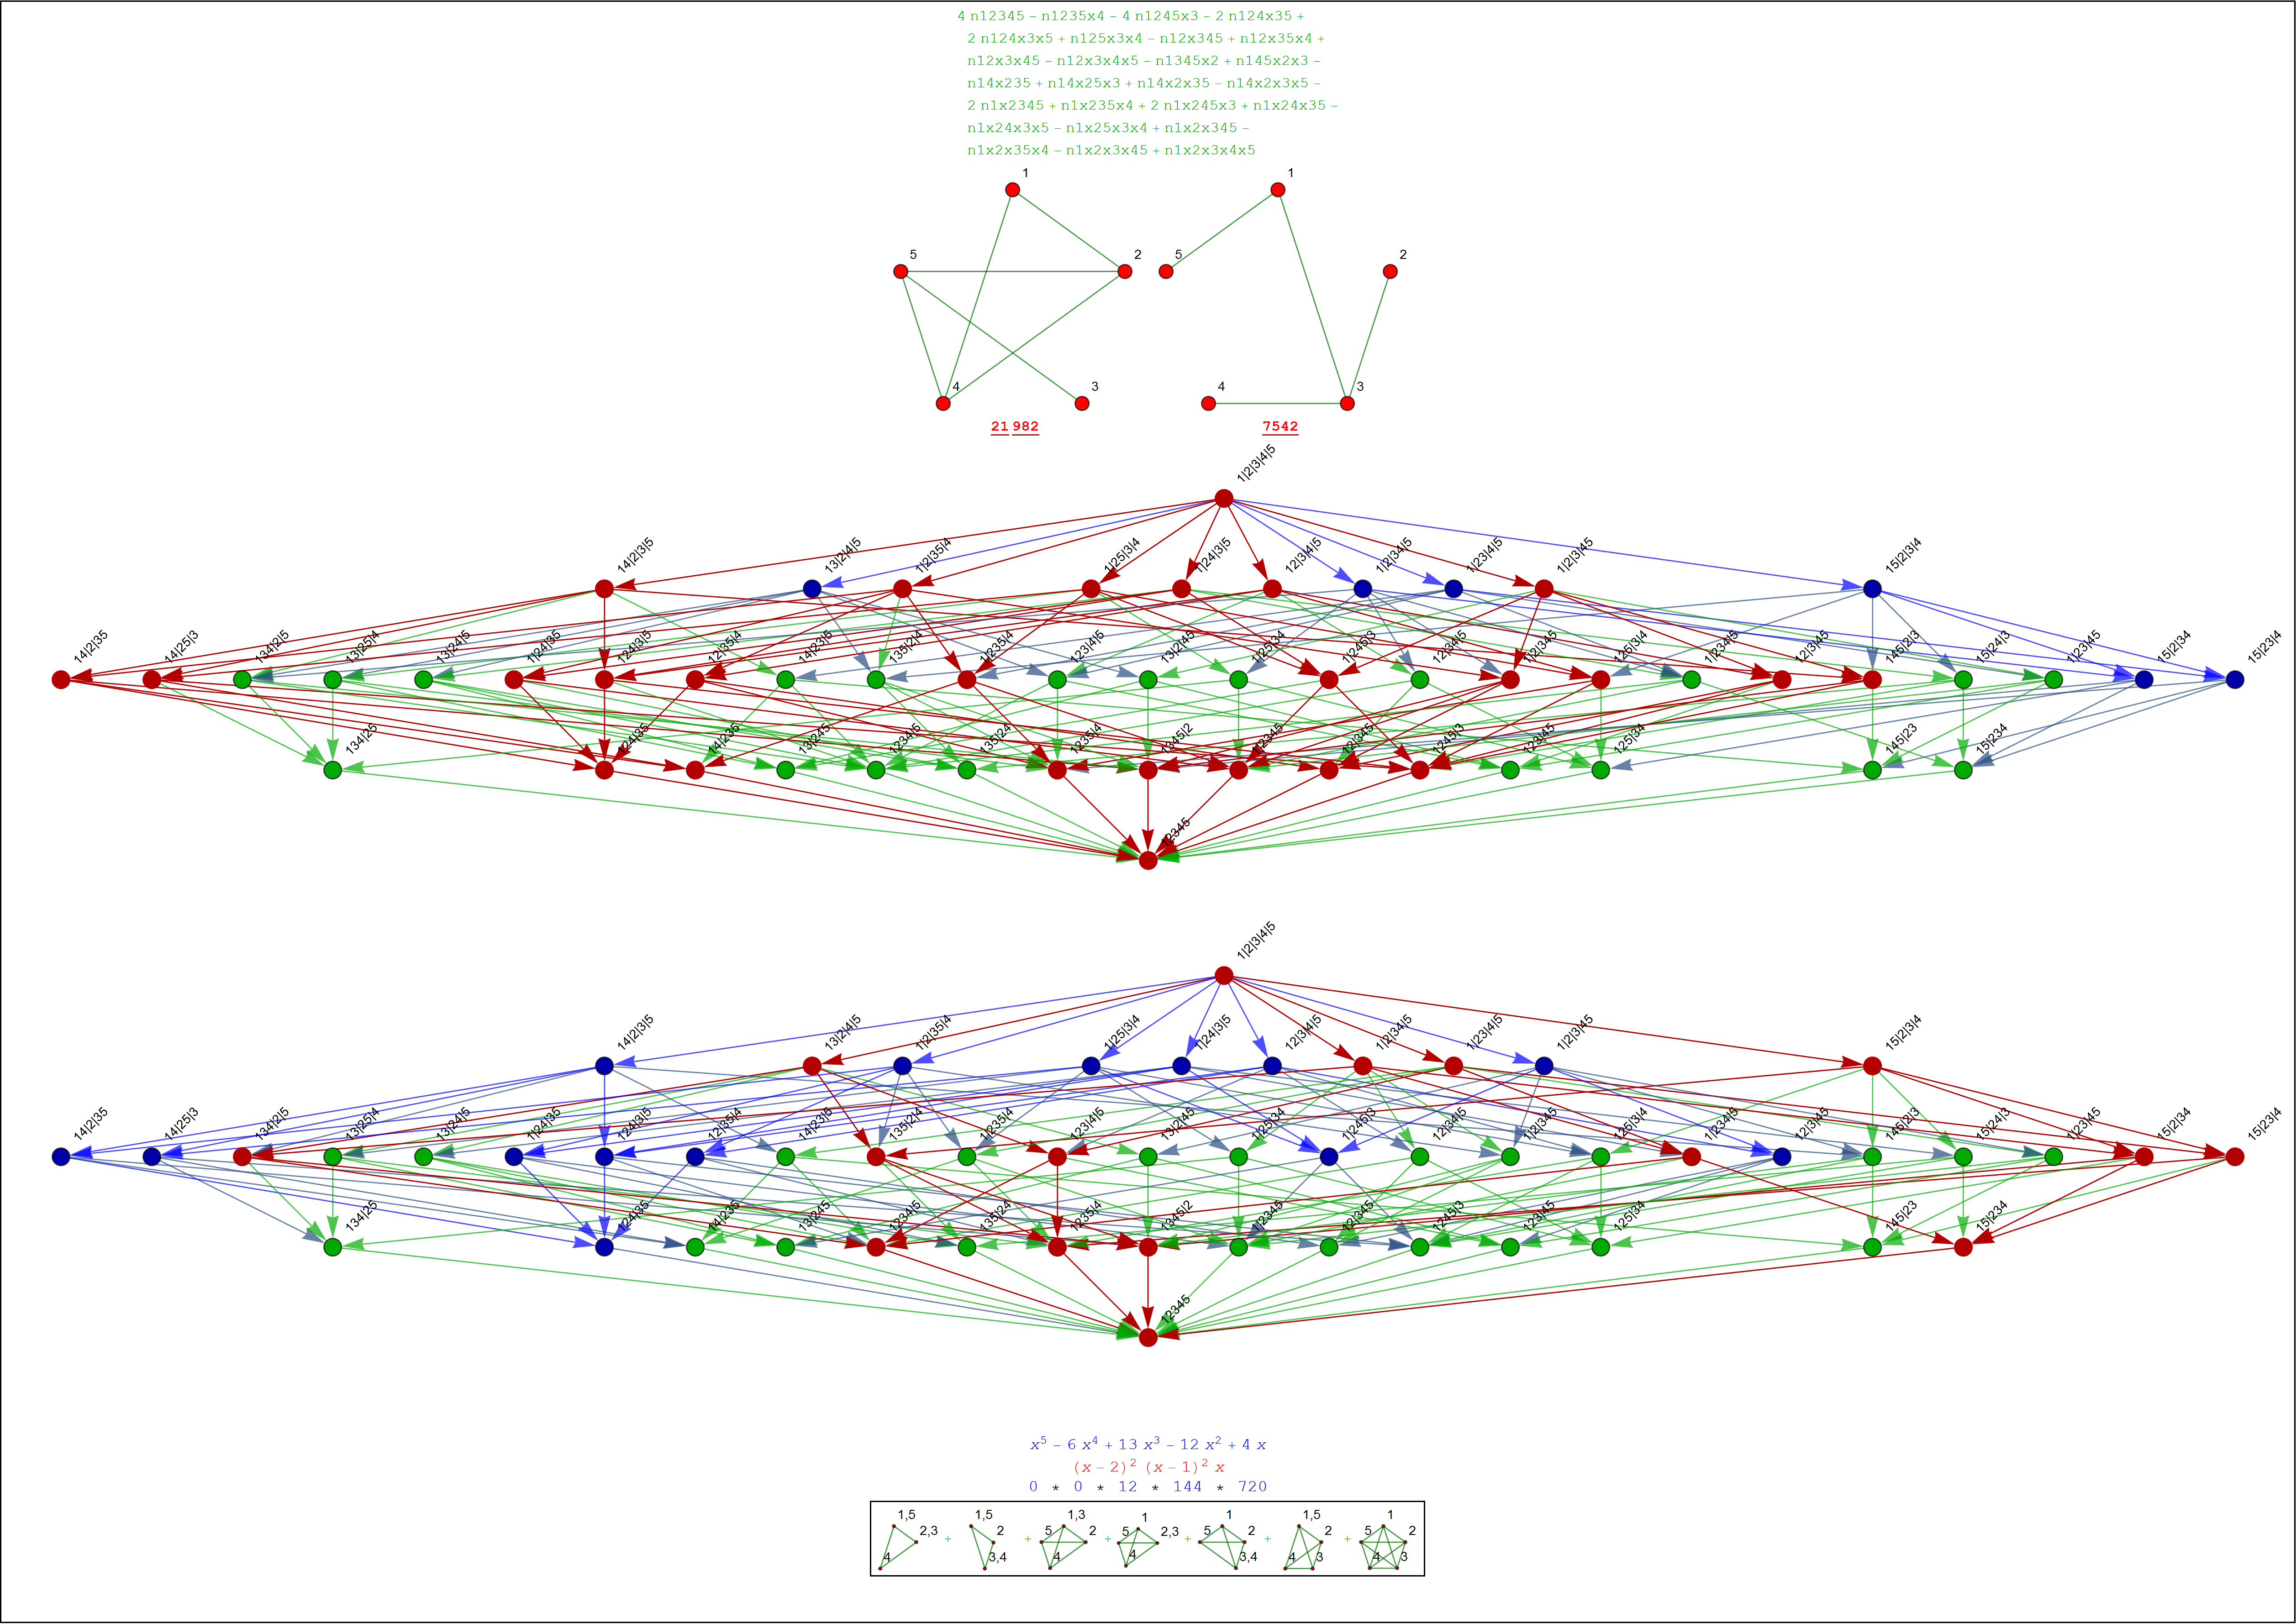 4 n12345 – n1235x4 – 4 n1245x3 – 2 n124x35 +
2 n124x3x5 + n125x3x4 – n12x345 + n12x35x4 +
n12x3x45 – n12x3x4x5 – n1345x2 + n145x2x3 –
n14x235 + n14x25x3 + n14x2x35 – n14x2x3x5 –
2 n1x2345 + n1x235x4 + 2 n1x245x3 + n1x24x35 –
n1x24x3x5 – n1x25x3x4 + n1x2x345 –
n1x2x35x4 – n1x2x3x45 + n1x2x3x4x5
1 1
5 2 5 2
4 3 4 3
21 982 7542
1|2|3|4|5
14|2|3|5 13|2|4|5 1|2|35|4 1|25|3|4 1|24|3|5 12|3|4|5 1|2|34|5 1|23|4|5 1|2|3|45 15|2|3|4
14|2|35 14|25|3 134|2|5 13|25|4 13|24|5 1|24|35 124|3|5 12|35|4 14|23|5 135|2|4 1|235|4 123|4|5 13|2|45 1|25|34 1|245|3 12|34|5 1|2|345 125|3|4 1|234|5 12|3|45 145|2|3 15|24|3 1|23|45 15|2|34 15|23|4
134|25 124|35 14|235 13|245 1234|5 135|24 1235|4 1345|2 1|2345 12|345 1245|3 123|45 125|34 145|23 15|234
12345
1|2|3|4|5
14|2|3|5 13|2|4|5 1|2|35|4 1|25|3|4 1|24|3|5 12|3|4|5 1|2|34|5 1|23|4|5 1|2|3|45 15|2|3|4
14|2|35 14|25|3 134|2|5 13|25|4 13|24|5 1|24|35 124|3|5 12|35|4 14|23|5 135|2|4 1|235|4 123|4|5 13|2|45 1|25|34 1|245|3 12|34|5 1|2|345 125|3|4 1|234|5 12|3|45 145|2|3 15|24|3 1|23|45 15|2|34 15|23|4
134|25 124|35 14|235 13|245 1234|5 135|24 1235|4 1345|2 1|2345 12|345 1245|3 123|45 125|34 145|23 15|234
12345
x⁵ – 6 x⁴ + 13 x³ – 12 x² + 4 x
(x – 2)² (x – 1)² x
0 * 0 * 12 * 144 * 720
1,5 1,5 1,3 1 1 1,5 1
2,3 + 2 + 5 2 + 5 2,3 + 5 2 + 2 + 5 2
4 3,4 4 4 3,4 4 3 4 3